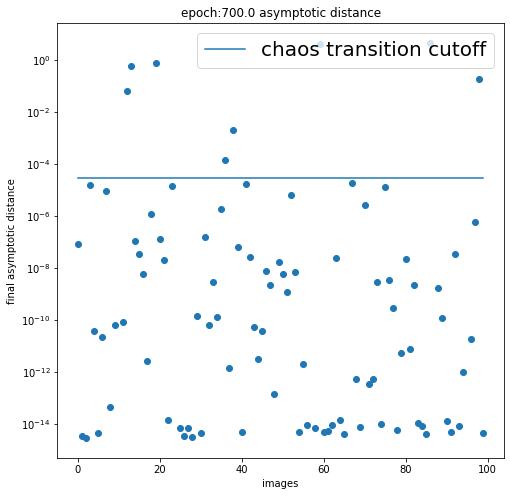 epoch:700.0 asymptotic distance
chaos transition cutoff
final asymptotic distance
10⁰
10⁻²
10⁻⁴
10⁻⁶
10⁻⁸
10⁻¹⁰
10⁻¹²
10⁻¹⁴
0 20 40 60 80 100
images